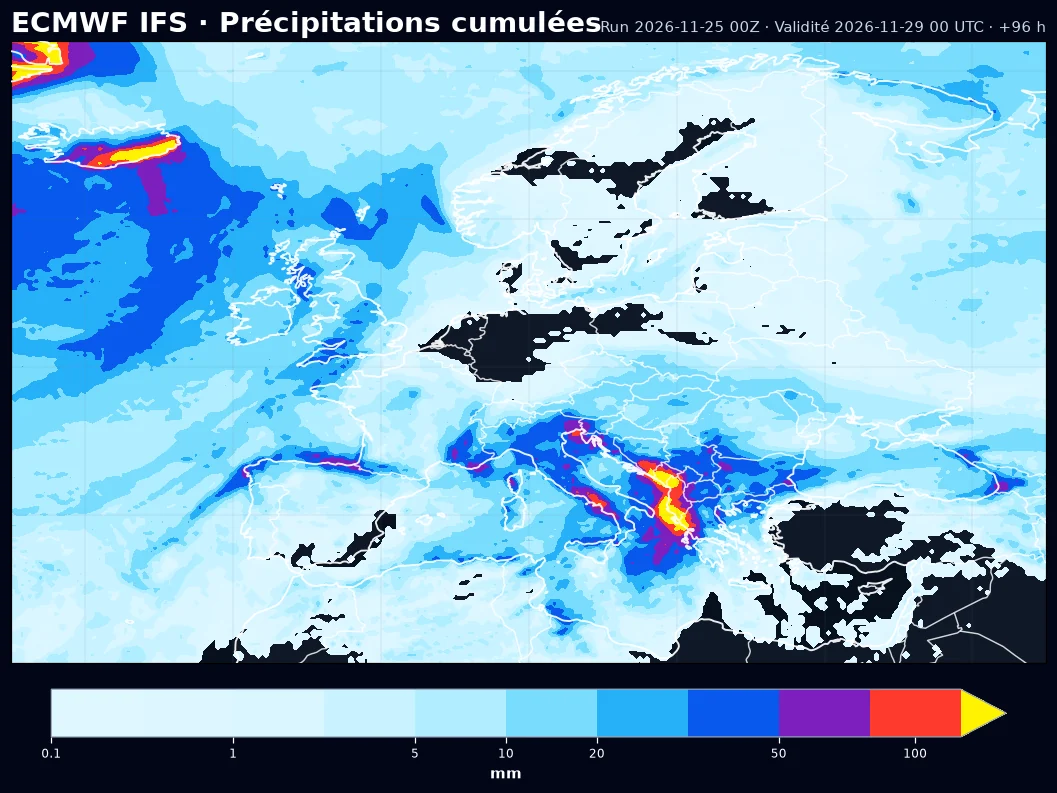 ECMWF IFS · Précipitations cumulées
Run 2026-11-25 00Z · Validité 2026-11-29 00 UTC · +96 h
0.1 1 5 10 20 50 100
mm